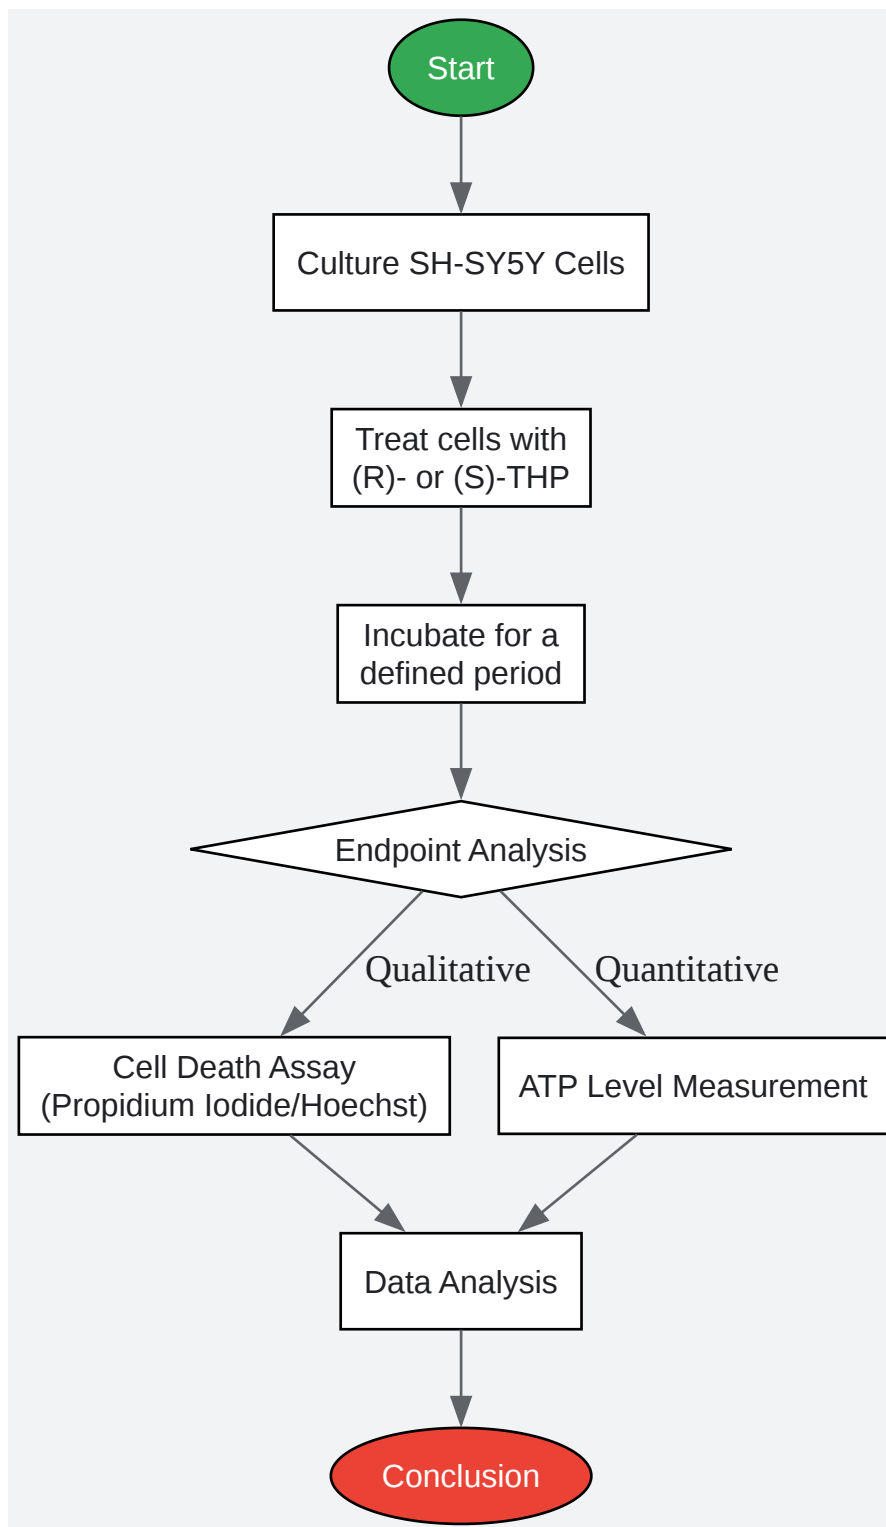 Start
Culture SH-SY5Y Cells
Treat cells with
(R)- or (S)-THP
Incubate for a
defined period
Endpoint Analysis
Qualitative
Quantitative
Cell Death Assay
(Propidium Iodide/Hoechst)
ATP Level Measurement
Data Analysis
Conclusion